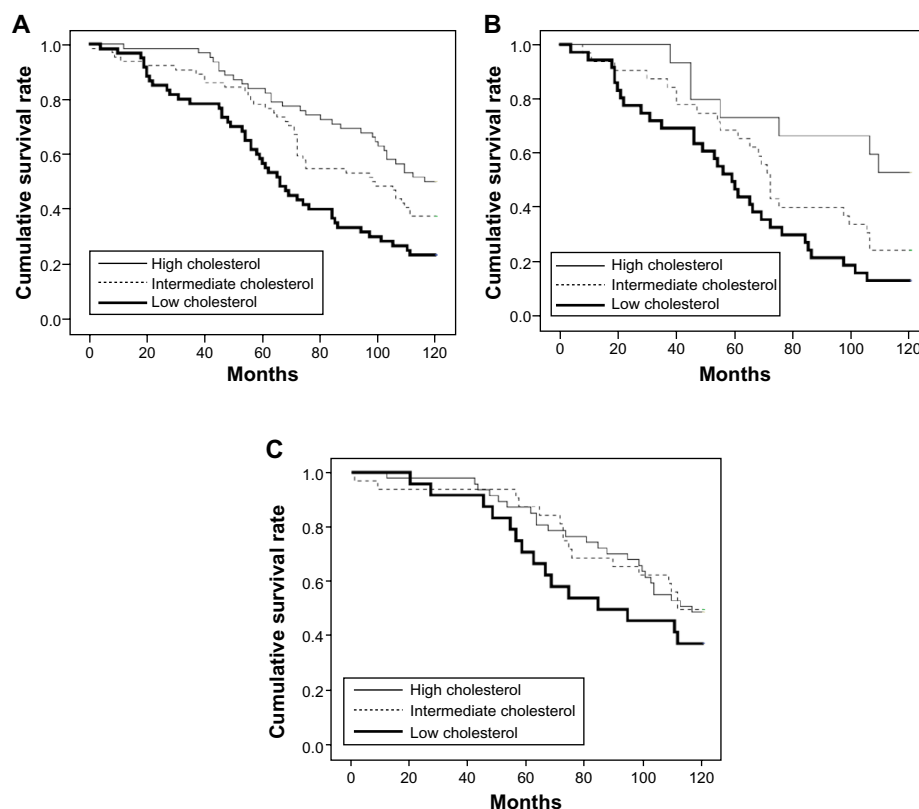 A
Cumulative survival rate
1.0
0.8
0.6
0.4
0.2
0.0
High cholesterol
Intermediate cholesterol
Low cholesterol
0 20 40 60 80 100 120
Months
B
Cumulative survival rate
1.0
0.8
0.6
0.4
0.2
0.0
High cholesterol
Intermediate cholesterol
Low cholesterol
0 20 40 60 80 100 120
Months
C
Cumulative survival rate
1.0
0.8
0.6
0.4
0.2
0.0
High cholesterol
Intermediate cholesterol
Low cholesterol
0 20 40 60 80 100 120
Months